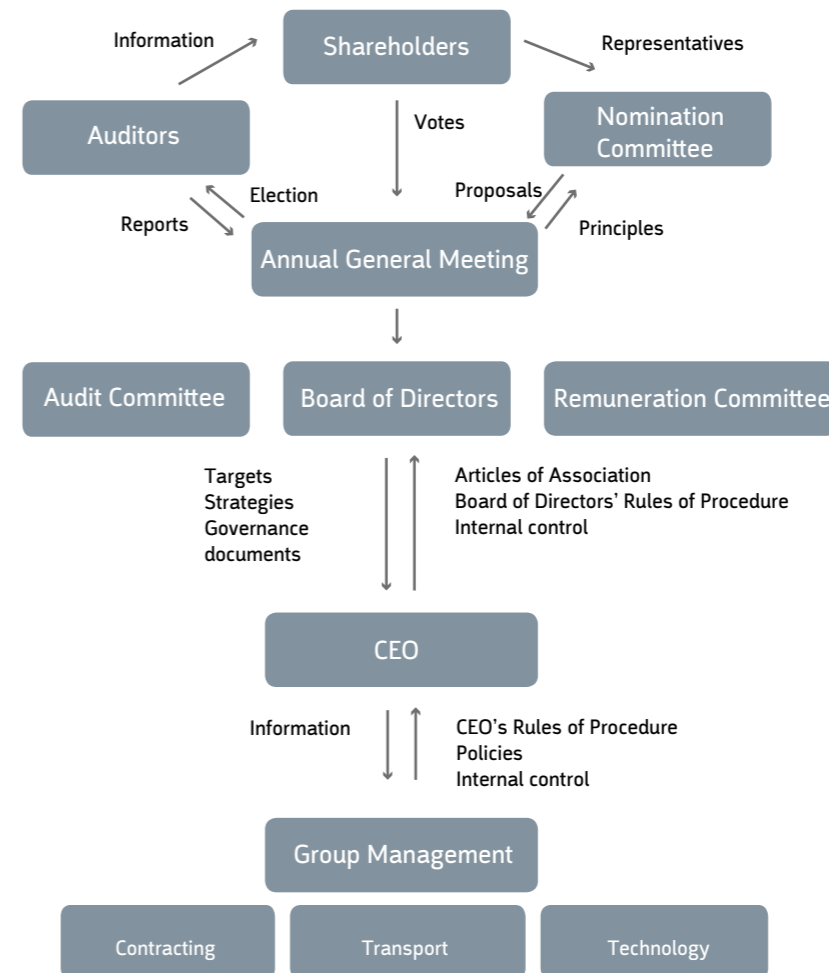 Information
Shareholders
Representatives
Auditors
Votes
Nomination
Committee
Election
Proposals
Reports
Principles
Annual General Meeting
Audit Committee
Board of Directors
Remuneration Committee
Targets
Strategies
Governance
documents
Articles of Association
Board of Directors’ Rules of Procedure
Internal control
CEO
Information
CEO’s Rules of Procedure
Policies
Internal control
Group Management
Contracting
Transport
Technology